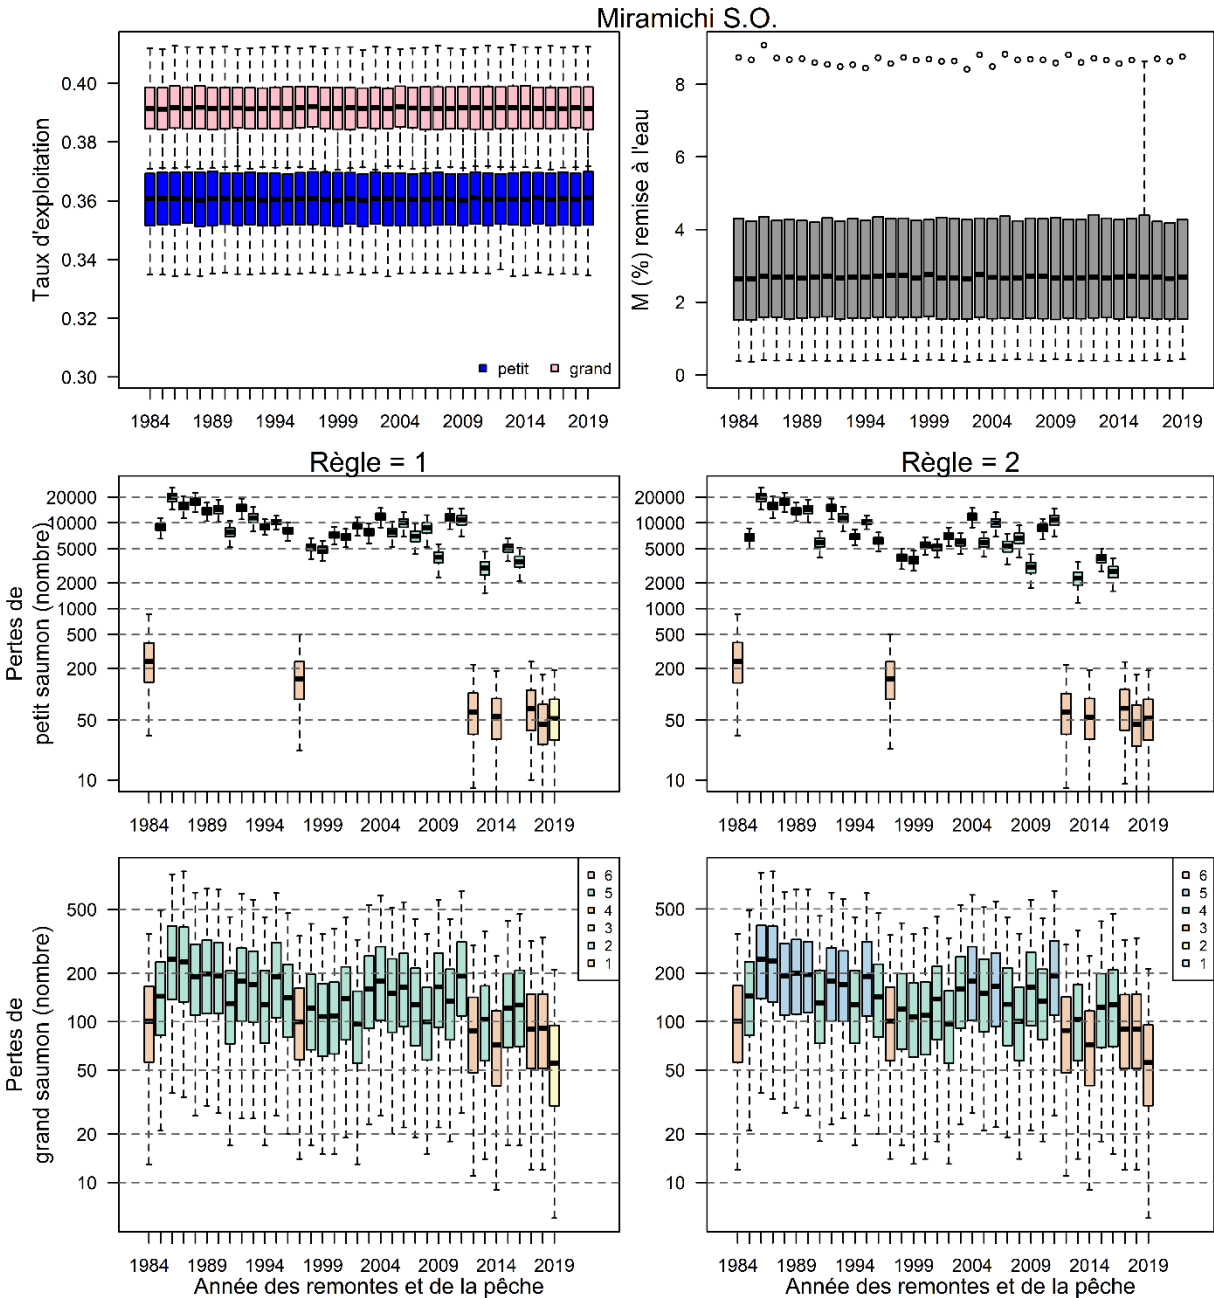 Miramichi S.O.
Taux d'exploitation
0.40
0.38
0.36
0.34
0.32
0.30
petit grand
1984 1989 1994 1999 2004 2009 2014 2019
M (%) remise à l'eau
8
6
4
2
0
1984 1989 1994 1999 2004 2009 2014 2019
Règle = 1
Pertes de
petit saumon (nombre)
20000
10000
5000
2000
1000
500
200
50
10
1984 1989 1994 1999 2004 2009 2014 2019
Règle = 2
20000
10000
5000
2000
1000
500
200
50
10
1984 1989 1994 1999 2004 2009 2014 2019
Pertes de
grand saumon (nombre)
500
200
100
50
20
10
6
5
4
3
2
1
1984 1989 1994 1999 2004 2009 2014 2019
Année des remontes et de la pêche
500
200
100
50
20
10
6
5
4
3
2
1
1984 1989 1994 1999 2004 2009 2014 2019
Année des remontes et de la pêche